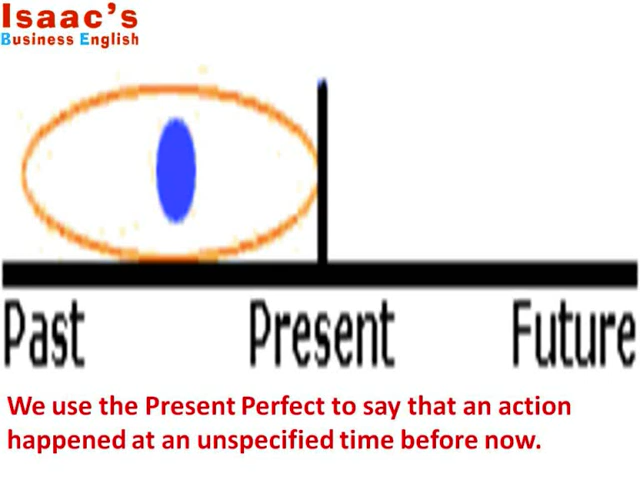 Isaac's
Business English
Past Present Future
We use the Present Perfect to say that an action
happened at an unspecified time before now.